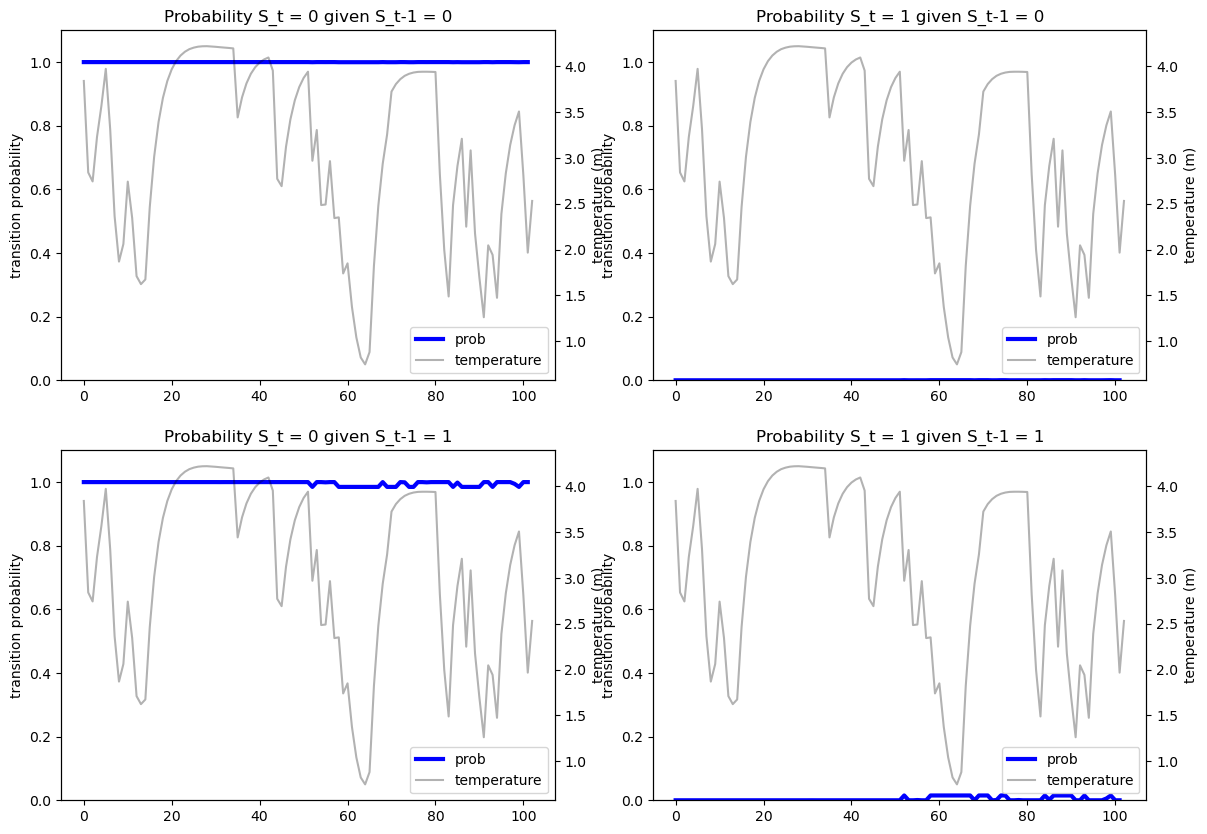 Probability S_t = 0 given S_t-1 = 0
transition probability
1.0
0.8
0.6
0.4
0.2
0.0
0 20 40 60 80 100
4.0
3.5
3.0
2.5
2.0
1.5
1.0
temperature (m)
prob
temperature
Probability S_t = 1 given S_t-1 = 0
transition probability
1.0
0.8
0.6
0.4
0.2
0.0
0 20 40 60 80 100
4.0
3.5
3.0
2.5
2.0
1.5
1.0
temperature (m)
prob
temperature
Probability S_t = 0 given S_t-1 = 1
transition probability
1.0
0.8
0.6
0.4
0.2
0.0
0 20 40 60 80 100
4.0
3.5
3.0
2.5
2.0
1.5
1.0
temperature (m)
prob
temperature
Probability S_t = 1 given S_t-1 = 1
transition probability
1.0
0.8
0.6
0.4
0.2
0.0
0 20 40 60 80 100
4.0
3.5
3.0
2.5
2.0
1.5
1.0
temperature (m)
prob
temperature